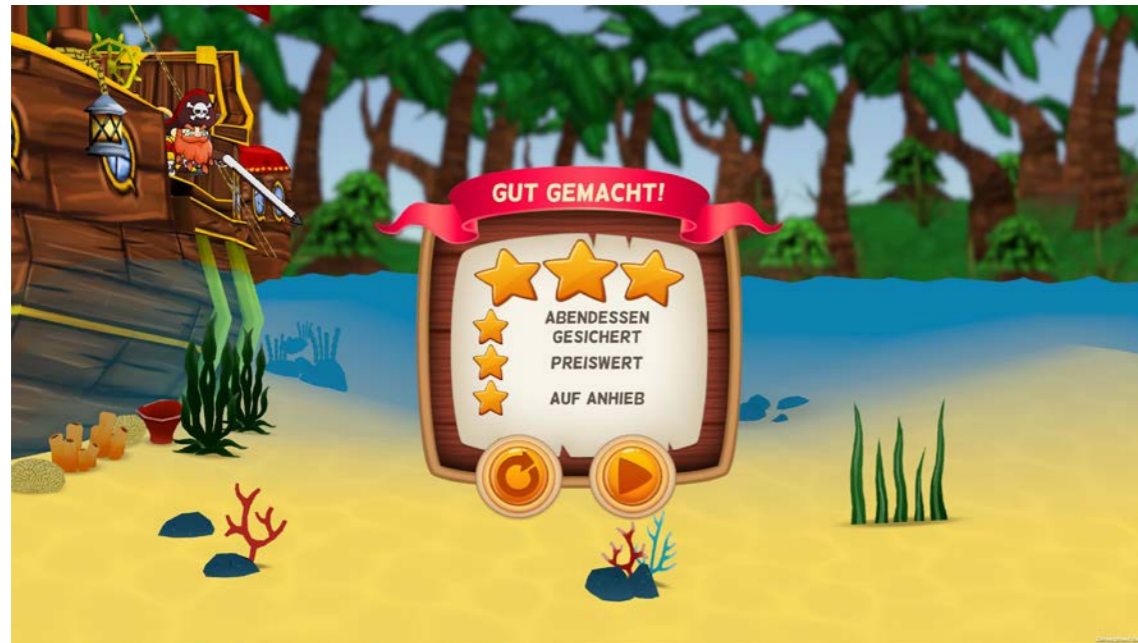 GUT GEMACHT!
ABENDESSEN
GESICHERT
PREISWERT
AUF ANHIEB